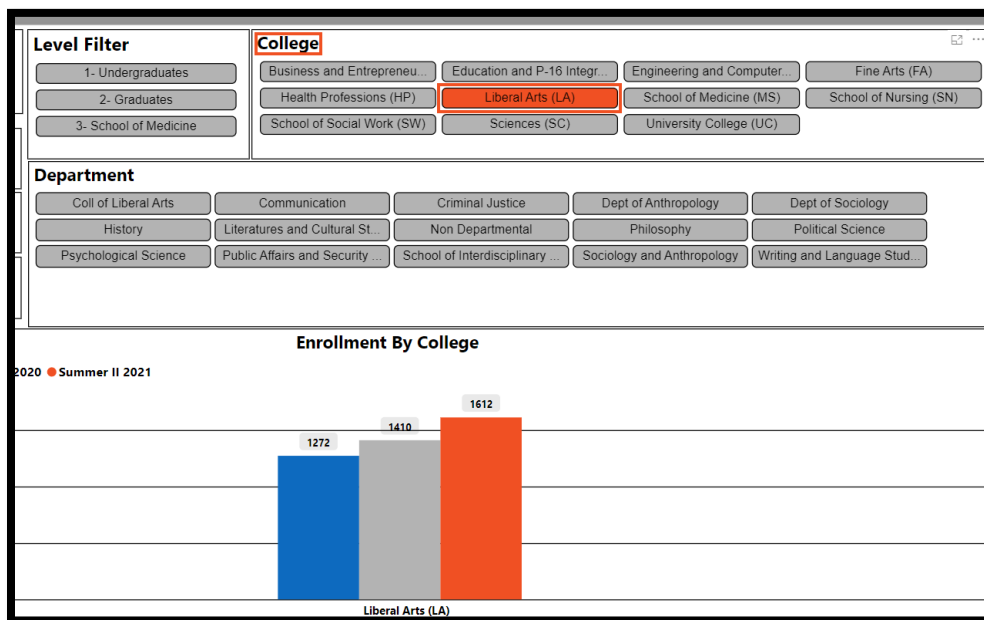 Level Filter
1- Undergraduates
2- Graduates
3- School of Medicine
College
Business and Entrepreneu...
Education and P-16 Integr...
Engineering and Computer...
Fine Arts (FA)
Health Professions (HP)
Liberal Arts (LA)
School of Medicine (MS)
School of Nursing (SN)
School of Social Work (SW)
Sciences (SC)
University College (UC)
Department
Coll of Liberal Arts
Communication
Criminal Justice
Dept of Anthropology
Dept of Sociology
History
Literatures and Cultural St...
Non Departmental
Philosophy
Political Science
Psychological Science
Public Affairs and Security ...
School of Interdisciplinary ...
Sociology and Anthropology
Writing and Language Stud...
Enrollment By College
2020 Summer II 2021
1272
1410
1612
Liberal Arts (LA)